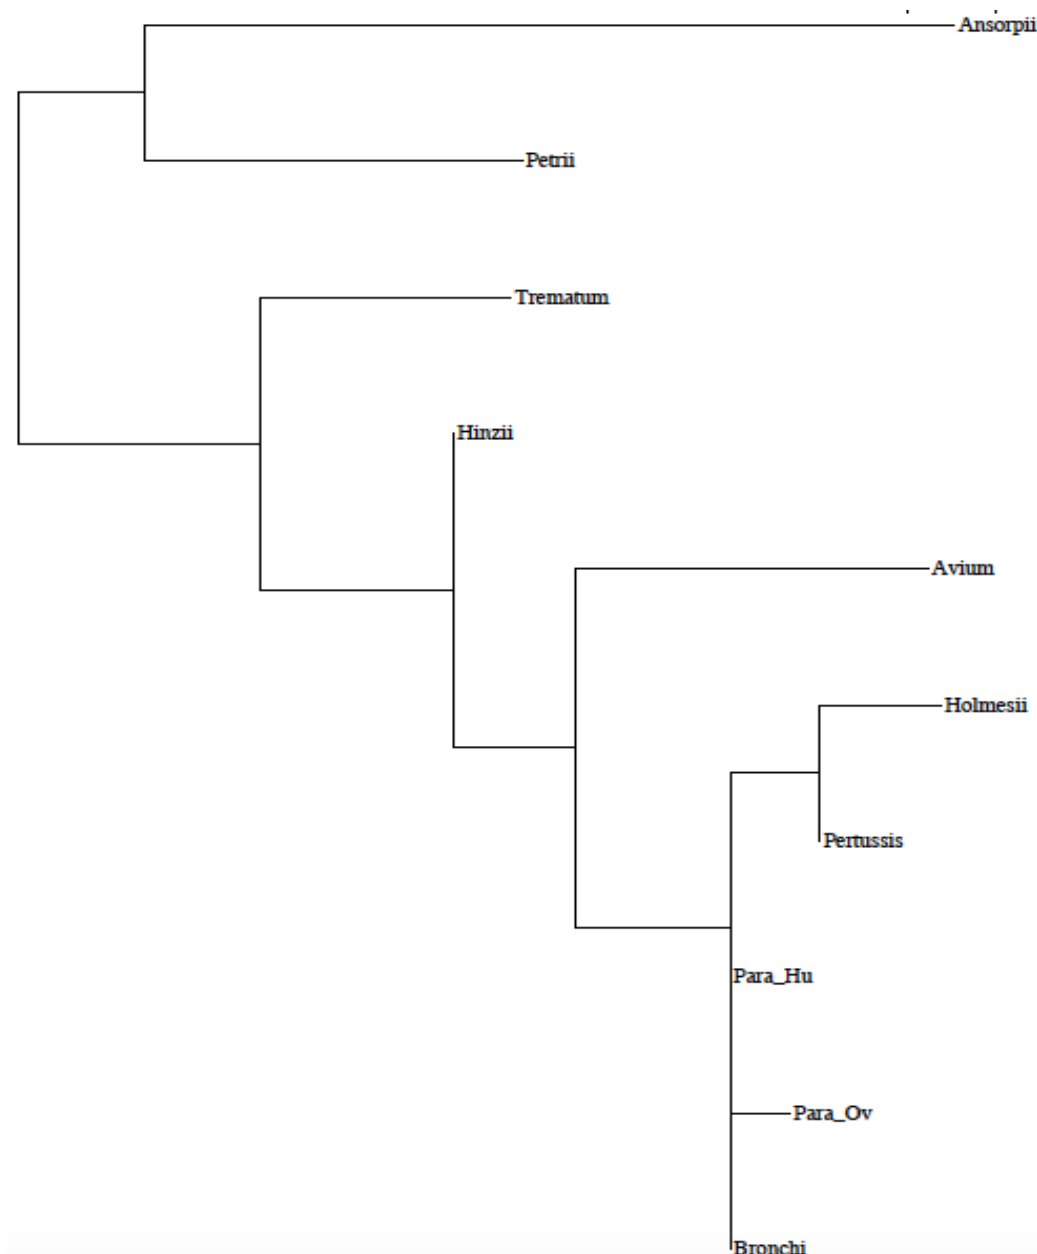 Ansorpii
Petrii
Trematum
Hinzii
Avium
Holmesii
Pertussis
Para_Hu
Para_Ov
Bronchi